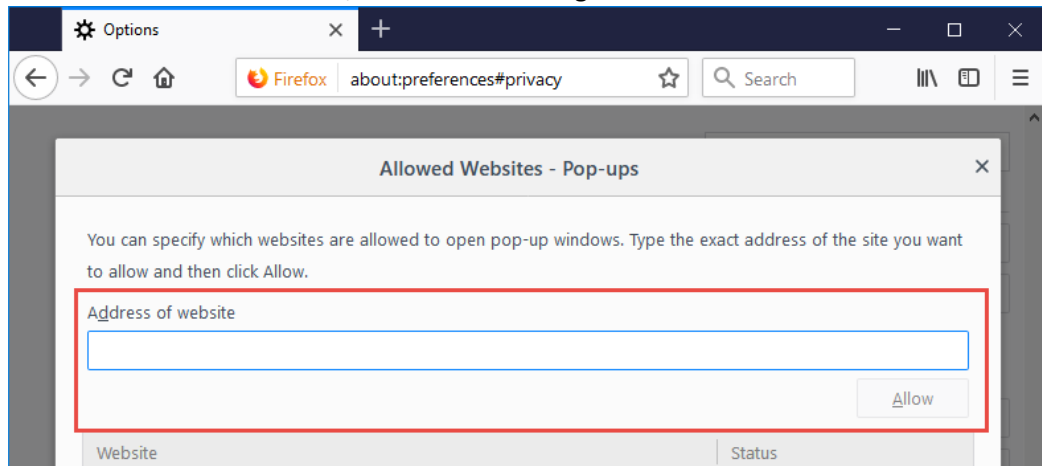 Options
Firefox about:preferences#privacy Search
Allowed Websites - Pop-ups
You can specify which websites are allowed to open pop-up windows. Type the exact address of the site you want
to allow and then click Allow.
Address of website
Allow
Website Status